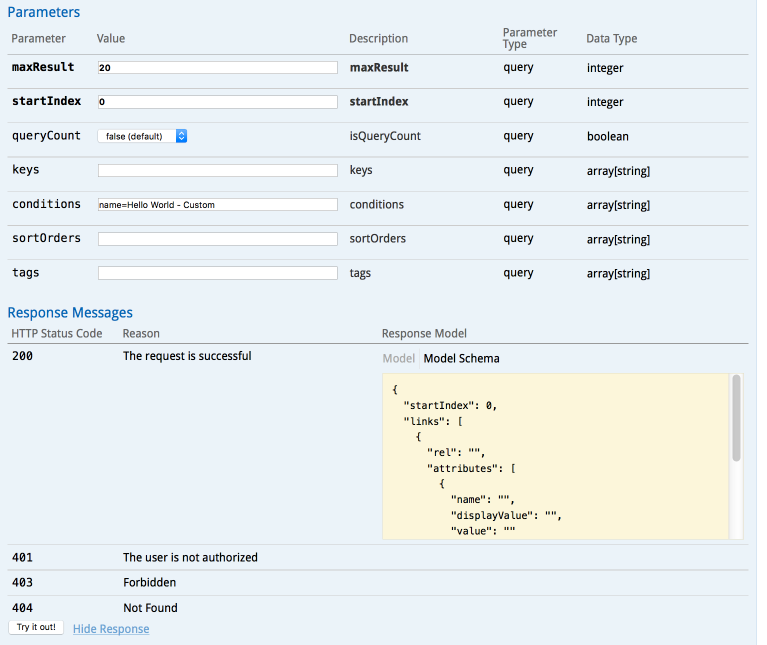 Parameters
Parameter Value Description Parameter Type Data Type
maxResult 20 maxResult query integer
startIndex 0 startIndex query integer
queryCount false (default) isQueryCount query boolean
keys keys query array[string]
conditions name=Hello World - Custom conditions query array[string]
sortOrders sortOrders query array[string]
tags tags query array[string]
Response Messages
HTTP Status Code Reason Response Model
200 The request is successful Model Model Schema
{
"startIndex": 0,
"links": [
{
"rel": "",
"attributes": [
{
"name": "",
"displayValue": "",
"value": ""
401 The user is not authorized
403 Forbidden
404 Not Found
Try it out! Hide Response